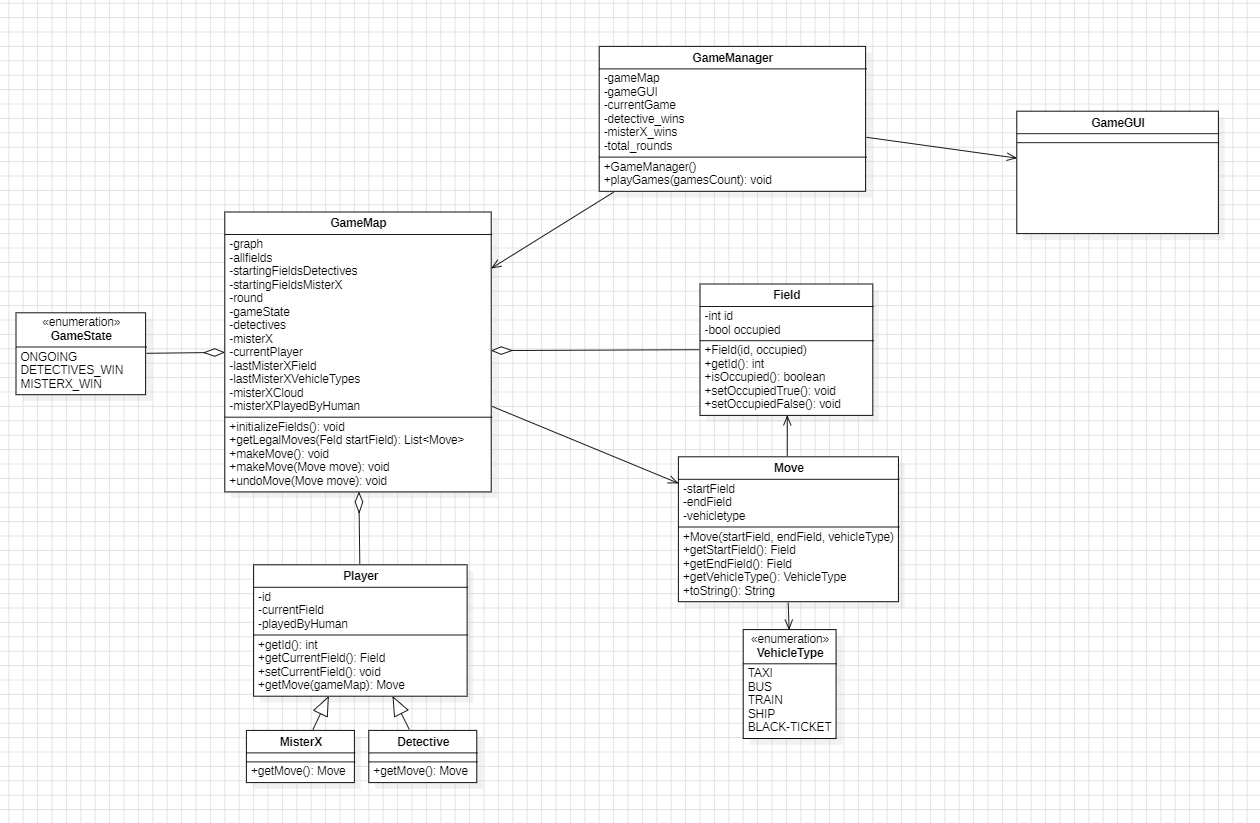 GameManager
-gameMap
-gameGUI
-currentGame
-detective_wins
-misterX_wins
-total_rounds
+GameManager()
+playGames(gamesCount): void
GameGUI
GameMap
-graph
-allfields
-startingFieldsDetectives
-startingFieldsMisterX
-round
-gameState
-detectives
-misterX
-currentPlayer
-lastMisterXField
-lastMisterXVehicleTypes
-misterXCloud
-misterXPlayedByHuman
+initializeFields(): void
+getLegalMoves(Feld startField): List<Move>
+makeMove(): void
+makeMove(Move move): void
+undoMove(Move move): void
«enumeration»
GameState
ONGOING
DETECTIVES_WIN
MISTERX_WIN
Field
-int id
-bool occupied
+Field(id, occupied)
+getId(): int
+isOccupied(): boolean
+setOccupiedTrue(): void
+setOccupiedFalse(): void
Move
-startField
-endField
-vehicletype
+Move(startField, endField, vehicleType)
+getStartField(): Field
+getEndField(): Field
+getVehicleType(): VehicleType
+toString(): String
Player
-id
-currentField
-playedByHuman
+getId(): int
+getCurrentField(): Field
+setCurrentField(): void
+getMove(gameMap): Move
«enumeration»
VehicleType
TAXI
BUS
TRAIN
SHIP
BLACK-TICKET
MisterX
+getMove(): Move
Detective
+getMove(): Move